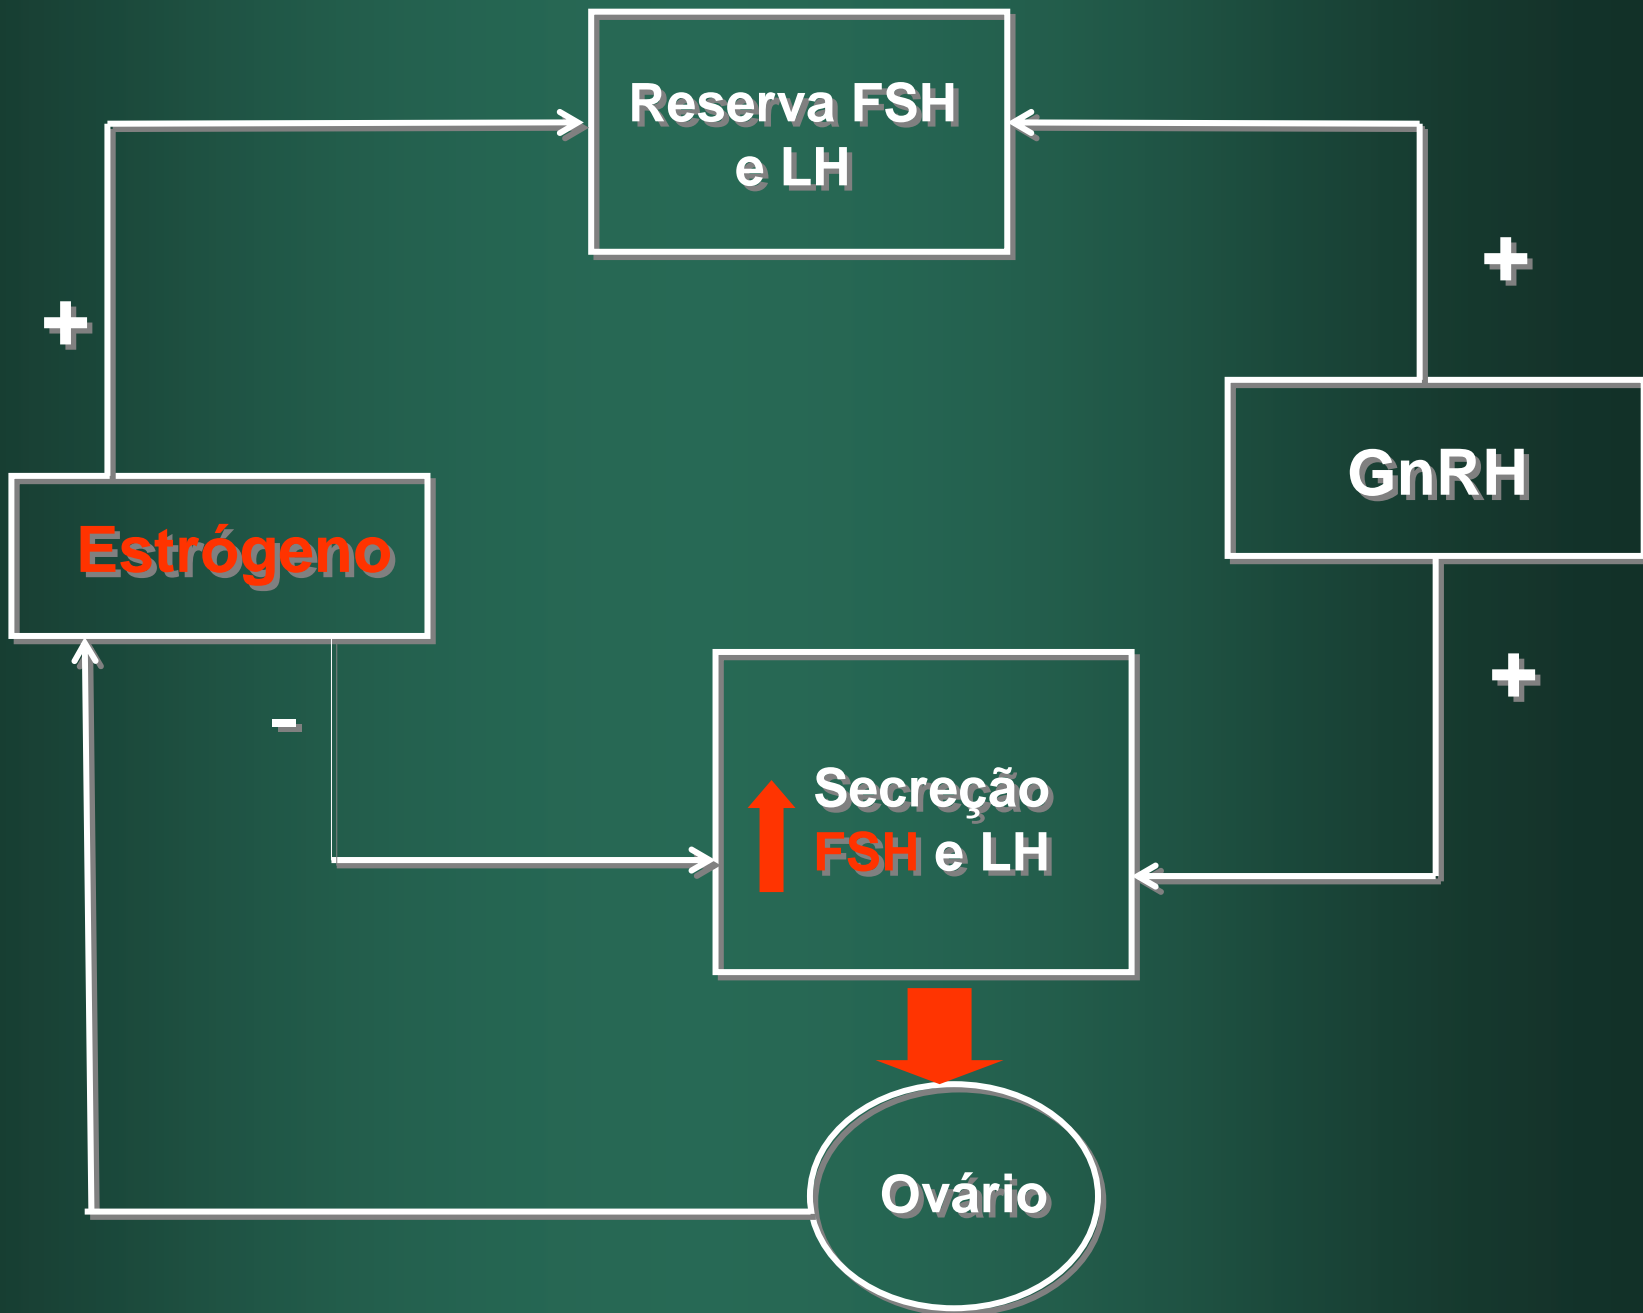 Reserva FSH
e LH
+
+
GnRH
Estrógeno
+
-
Secreção
FSH e LH
Ovário